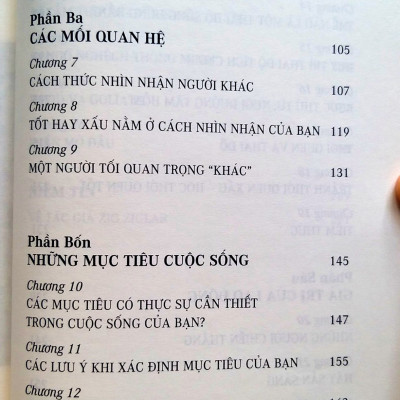 Phần Ba
CÁC MỐI QUAN HỆ 105
Chương 7
CÁCH THỨC NHÌN NHẬN NGƯỜI KHÁC 107
Chương 8
TỐT HAY XẤU NẰM Ở CÁCH NHÌN NHẬN CỦA BẠN 119
Chương 9
MỘT NGƯỜI TỐI QUAN TRỌNG “KHÁC” 131
Phần Bốn
NHỮNG MỤC TIÊU CUỘC SỐNG 145
Chương 10
CÁC MỤC TIÊU CÓ THỰC SỰ CẦN THIẾT
TRONG CUỘC SỐNG CỦA BẠN? 147
Chương 11
CÁC LƯU Ý KHI XÁC ĐỊNH MỤC TIÊU CỦA BẠN 155
Chương 12